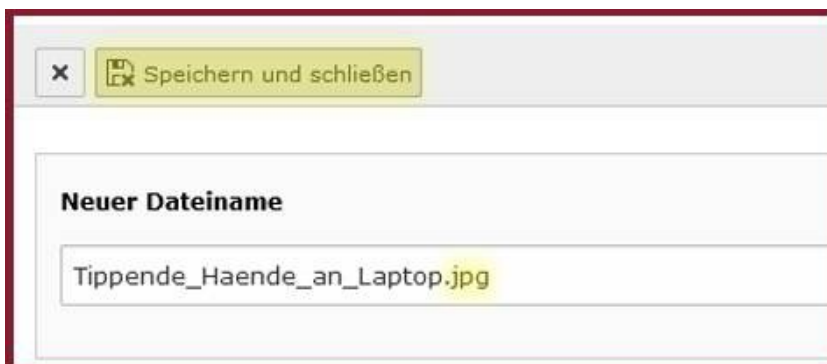 Speichern und schließen
Neuer Dateiname
Tippende_Haende_an_Laptop.jpg